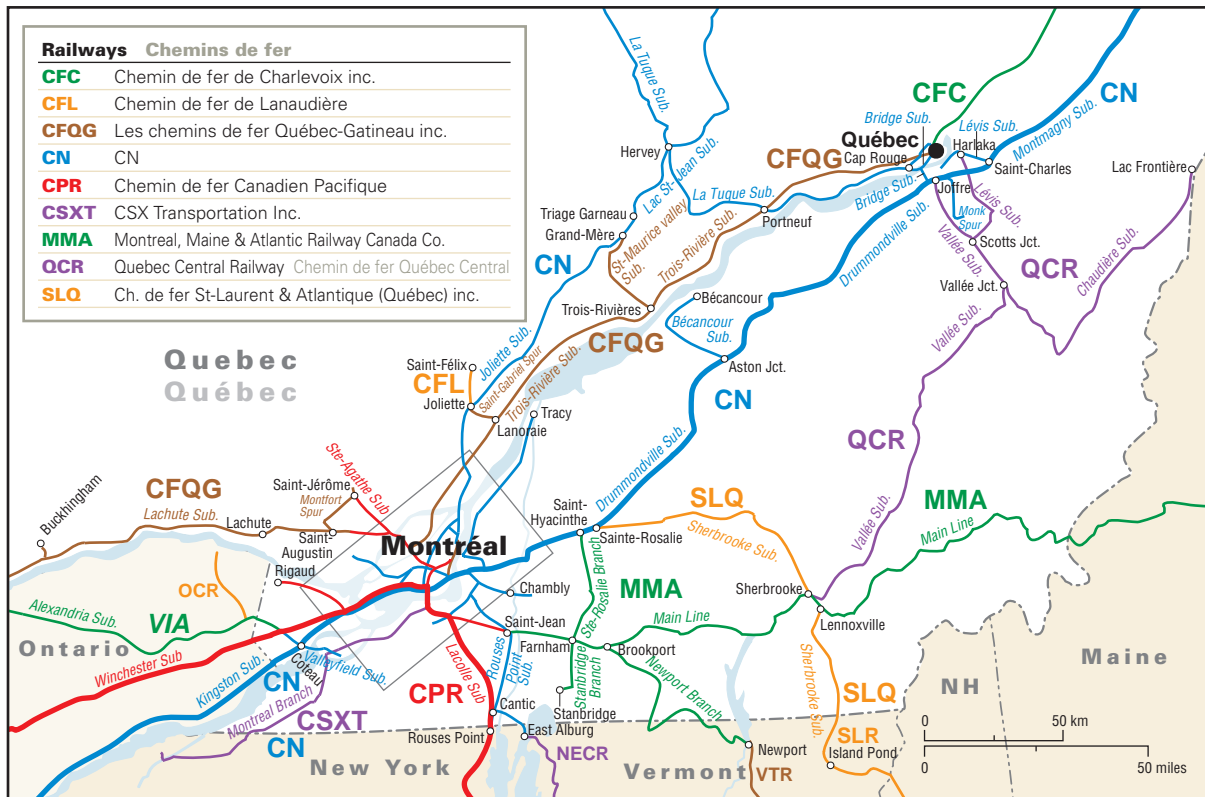 Railways Chemins de fer
CFC Chemin de fer de Charlevoix inc.
CFL Chemin de fer de Lanaudière
CFQG Les chemins de fer Québec-Gatineau inc.
CN CN
CPR Chemin de fer Canadien Pacifique
CSXT CSX Transportation Inc.
MMA Montreal, Maine & Atlantic Railway Canada Co.
QCR Quebec Central Railway Chemin de fer Québec Central
SLQ Ch. de fer St-Laurent & Atlantique (Québec) inc.
La Tuque Sub.
CFC
CN
Bridge Sub.
Lévis Sub.
Montmagny Sub.
Québec
Harlaka
Hervey
CFQG
Cap Rouge
Saint-Charles
Lac Frontière
Lac St-Jean Sub.
La Tuque Sub.
Bridge Sub.
Joffre
Lévis Sub.
Triage Garneau
Portneuf
Monk
Spur
Grand-Mère
St-Maurice valley
Sub.
Trois-Rivière Sub.
Drummondville Sub.
Vallée Sub.
Scotts Jct.
CN
QCR
Chaudière Sub.
Vallée Jct.
Bécancour
Trois-Rivières
Bécancour
Sub.
CFQG
Vallée Sub.
Joliette Sub.
Quebec
Québec
Saint-Félix
CFL
Saint-Gabriel Spur
Trois-Rivière Sub.
Aston Jct.
CN
Joliette
Tracy
Lanoraie
Drummondville Sub.
QCR
Ste-Agathe Sub
CFQG
Saint-Jérôme
Montfort
Spur
Buckhingham
Lachute Sub.
Lachute
Saint-
Hyacinthe
SLQ
MMA
Saint
Augustin
Sainte-Rosalie
Sherbrooke Sub.
Vallée Sub.
Main Line
Montréal
Rigaud
OCR
Chambly
Ste-Rosalie Branch
MMA
Sherbrooke
Alexandria Sub.
VIA
Saint-Jean
Main Line
Lennoxville
Ontario
Farnham
Brookport
Winchester Sub
Coteau
Valleyfield Sub.
Rouses
Point
Sub.
Lacolle Sub
Stanbridge
Branch
Newport Branch
Sherbrooke Sub.
Maine
Kingston Sub.
CN
CPR
NH
Montreal Branch
CSXT
Cantic
Stanbridge
SLQ
0 50 km
CN
Rouses Point
East Alburg
SLR
Newport
Island Pond
New York
NECR
Vermont
VTR
0 50 miles